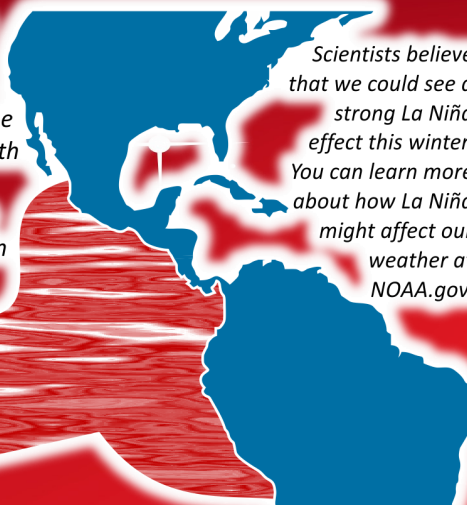 Scientists believe
that we could see a
strong La Niña
effect this winter
You can learn more
about how La Niña
might affect our
weather at
NOAA.gov
e
th
n